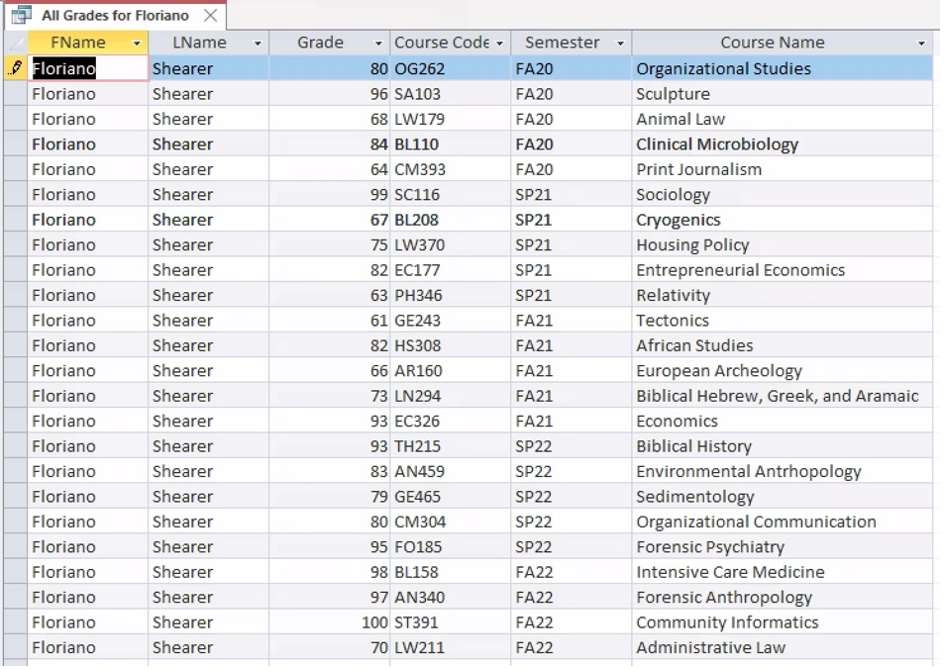 All Grades for Floriano
FName LName Grade Course Code Semester Course Name
Floriano Shearer 80 OG262 FA20 Organizational Studies
Floriano Shearer 96 SA103 FA20 Sculpture
Floriano Shearer 68 LW179 FA20 Animal Law
Floriano Shearer 84 BL110 FA20 Clinical Microbiology
Floriano Shearer 64 CM393 FA20 Print Journalism
Floriano Shearer 99 SC116 SP21 Sociology
Floriano Shearer 67 BL208 SP21 Cryogenics
Floriano Shearer 75 LW370 SP21 Housing Policy
Floriano Shearer 82 EC177 SP21 Entrepreneurial Economics
Floriano Shearer 63 PH346 SP21 Relativity
Floriano Shearer 61 GE243 FA21 Tectonics
Floriano Shearer 82 HS308 FA21 African Studies
Floriano Shearer 66 AR160 FA21 European Archeology
Floriano Shearer 73 LN294 FA21 Biblical Hebrew, Greek, and Aramaic
Floriano Shearer 93 EC326 FA21 Economics
Floriano Shearer 93 TH215 SP22 Biblical History
Floriano Shearer 83 AN459 SP22 Environmental Antrhopology
Floriano Shearer 79 GE465 SP22 Sedimentology
Floriano Shearer 80 CM304 SP22 Organizational Communication
Floriano Shearer 95 FO185 SP22 Forensic Psychiatry
Floriano Shearer 98 BL158 FA22 Intensive Care Medicine
Floriano Shearer 97 AN340 FA22 Forensic Anthropology
Floriano Shearer 100 ST391 FA22 Community Informatics
Floriano Shearer 70 LW211 FA22 Administrative Law